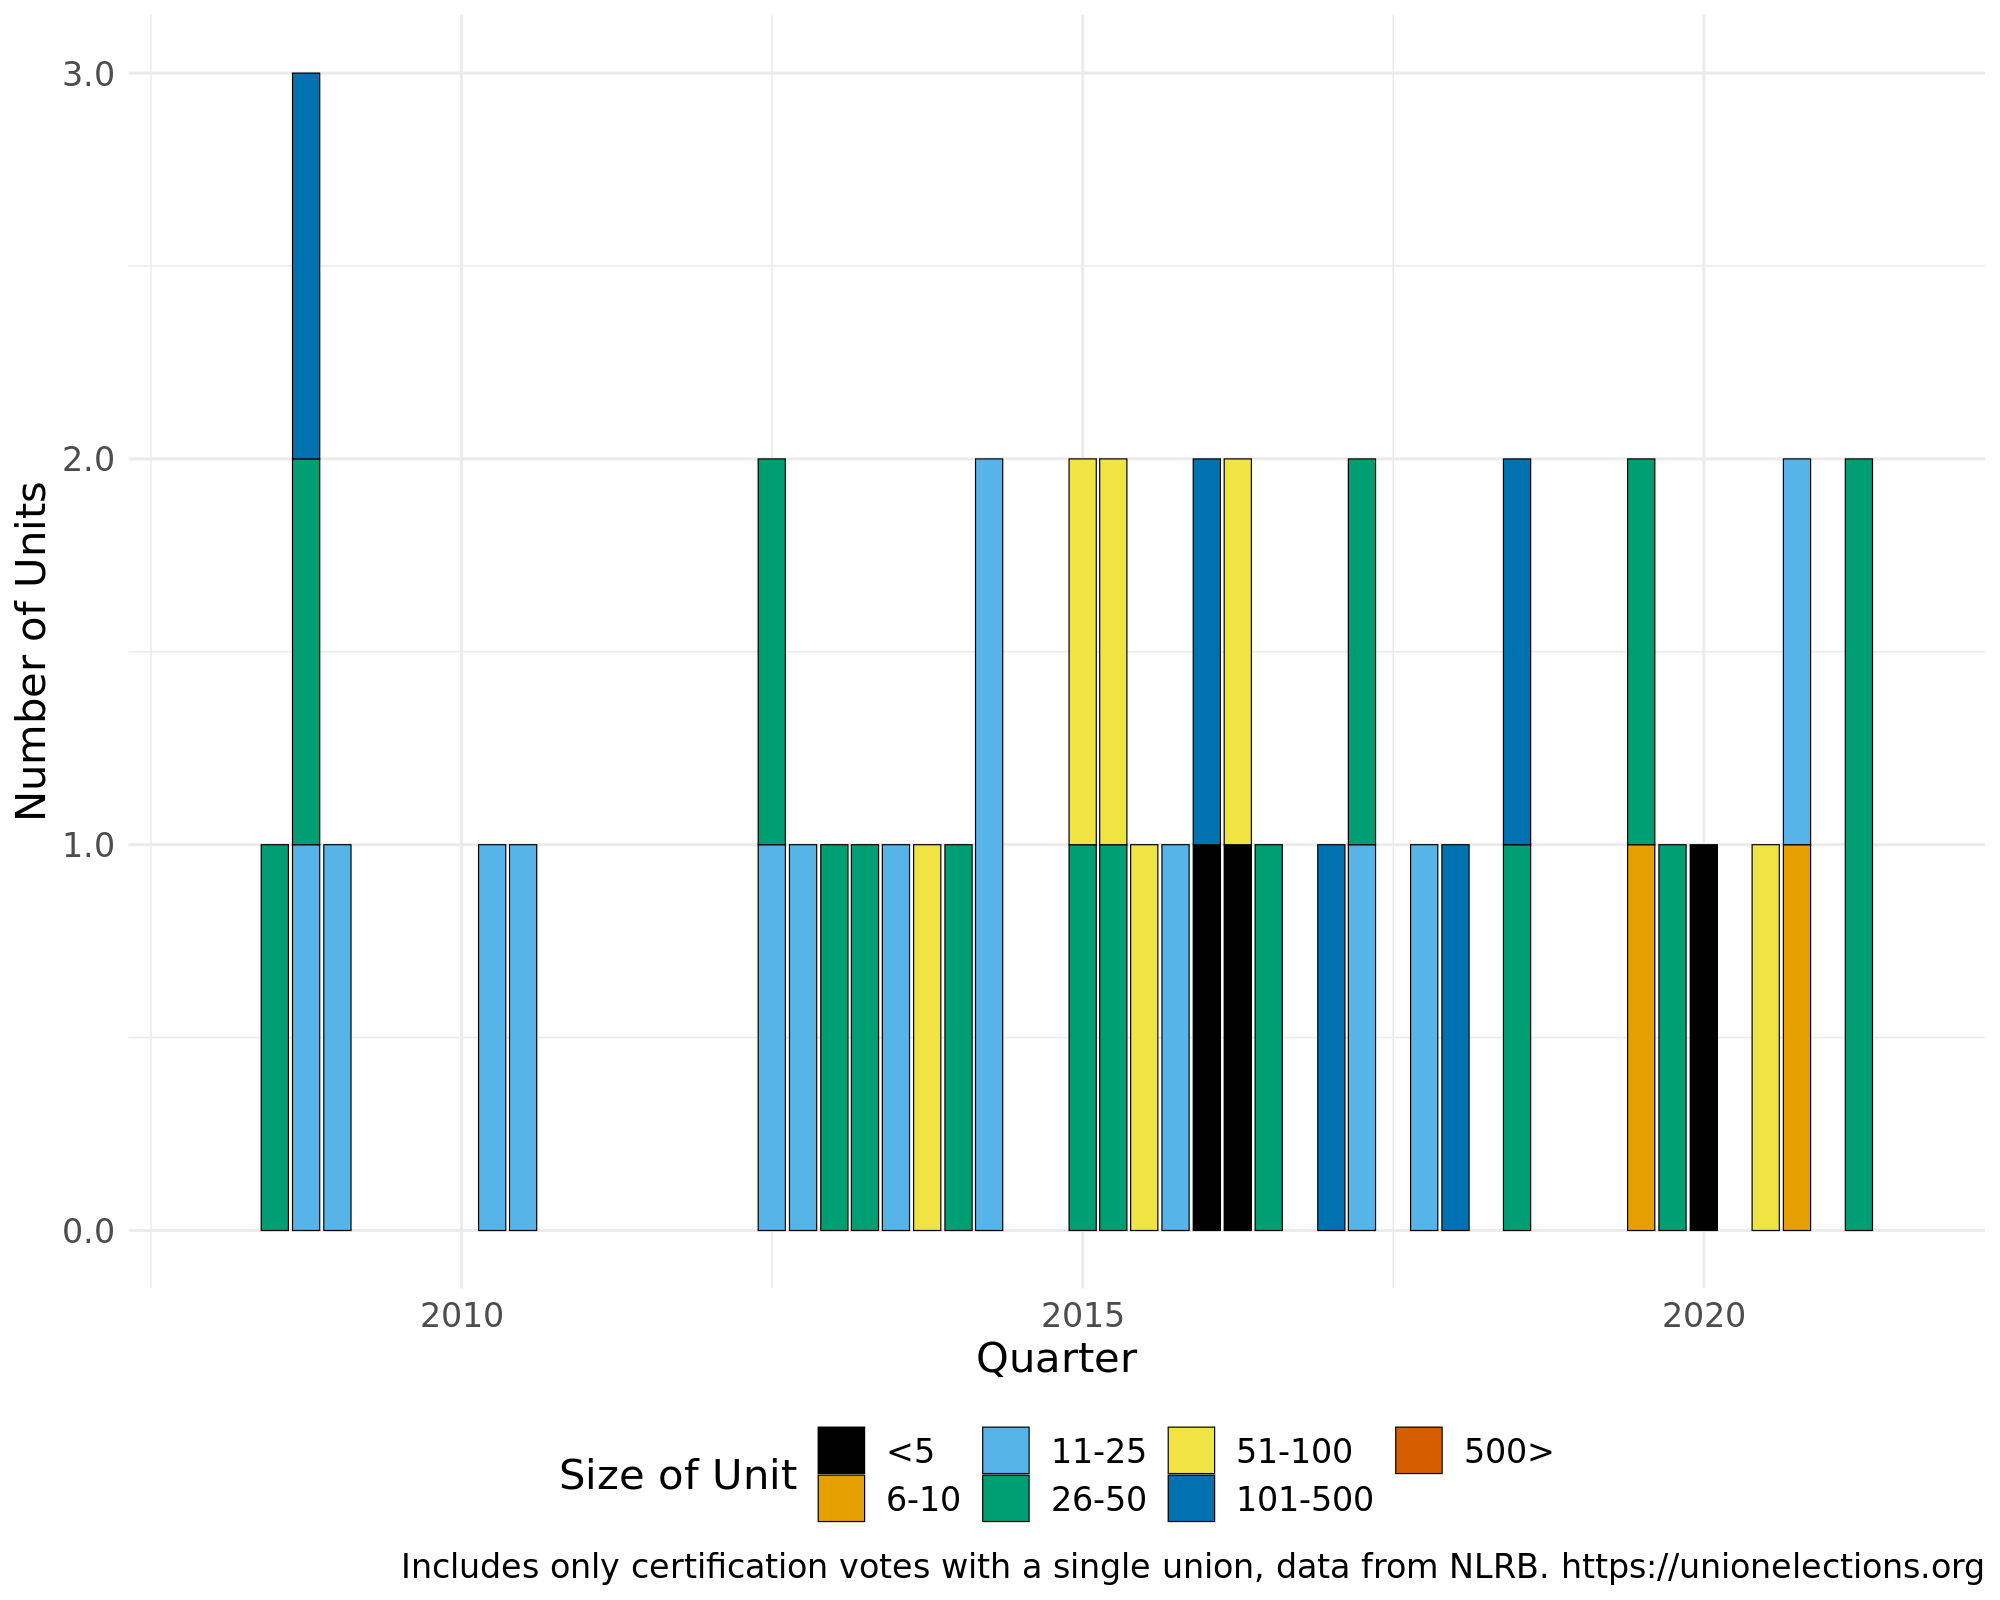 3.0
2.0
1.0
0.0
Number of Units
2010 2015 2020
Quarter
Size of Unit
<5 11-25 51-100 500>
6-10 26-50 101-500
Includes only certification votes with a single union, data from NLRB. https://unionelections.org